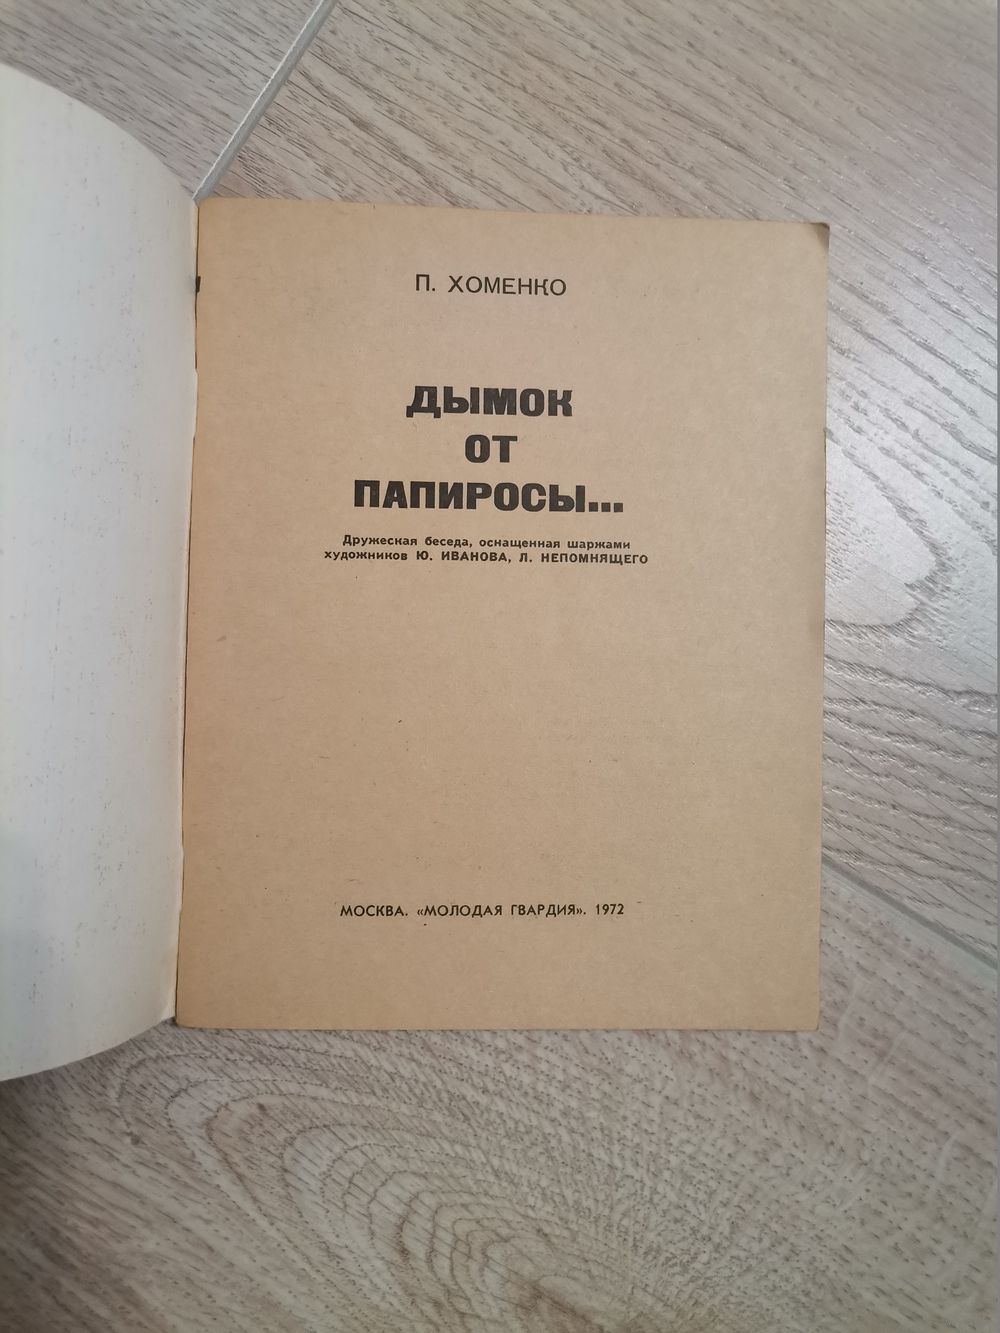 П. ХОМЕНКО
ДЫМОК
ОТ
ПАПИРОСЫ...
Дружеская беседа, оснащенная шаржами
художников Ю. ИВАНОВА, Л. НЕПОМНЯЩЕГО
МОСКВА. «МОЛОДАЯ ГВАРДИЯ». 1972